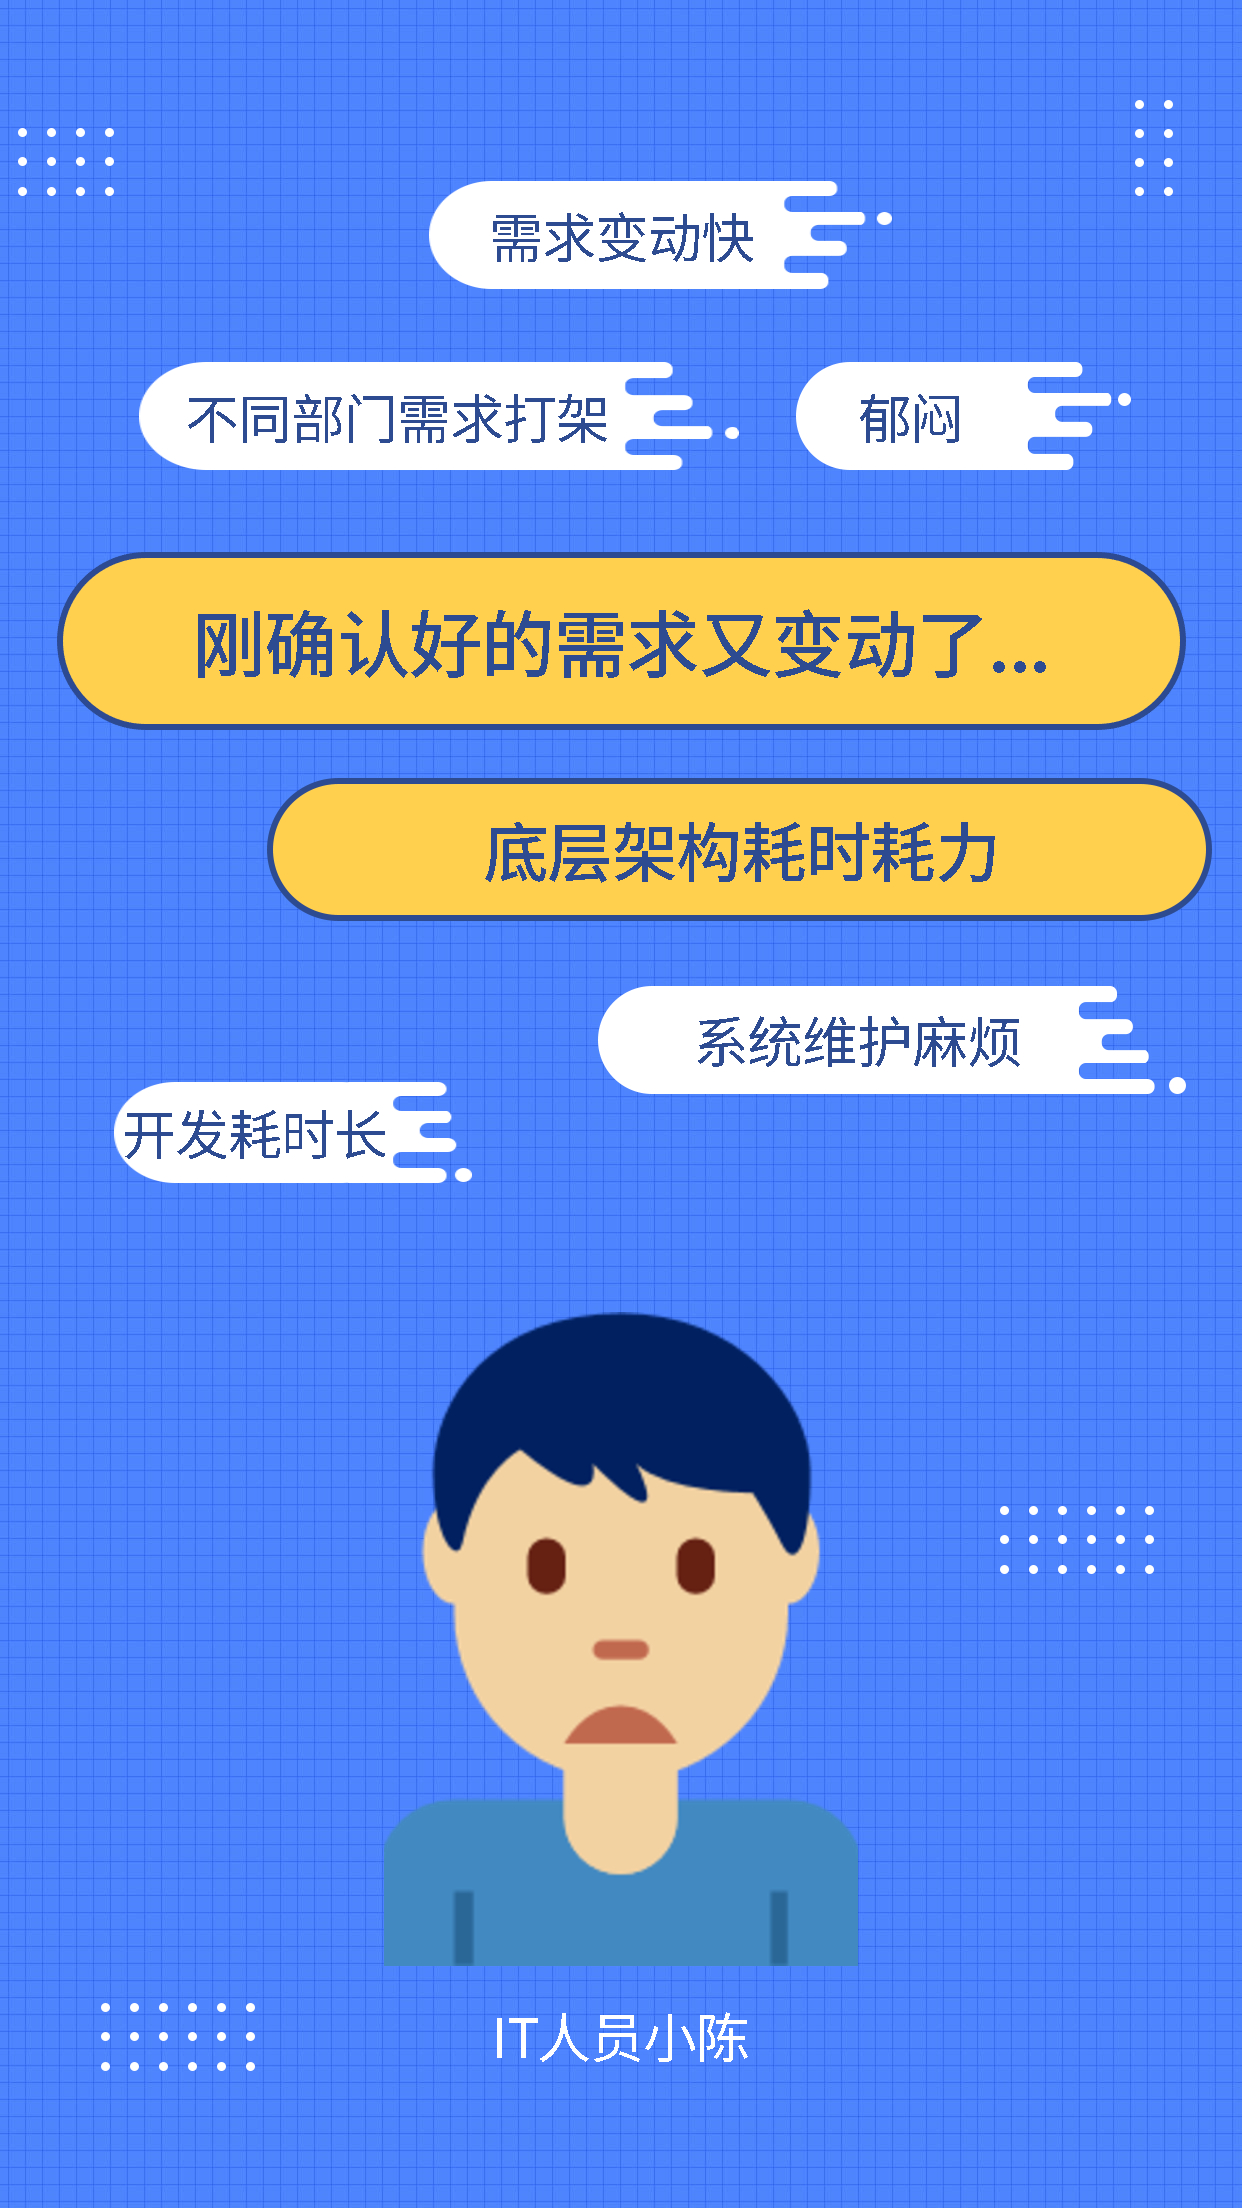 需求变动快
不同部门需求打架
郁闷
刚确认好的需求又变动了...
底层架构耗时耗力
系统维护麻烦
开发耗时长
IT人员小陈